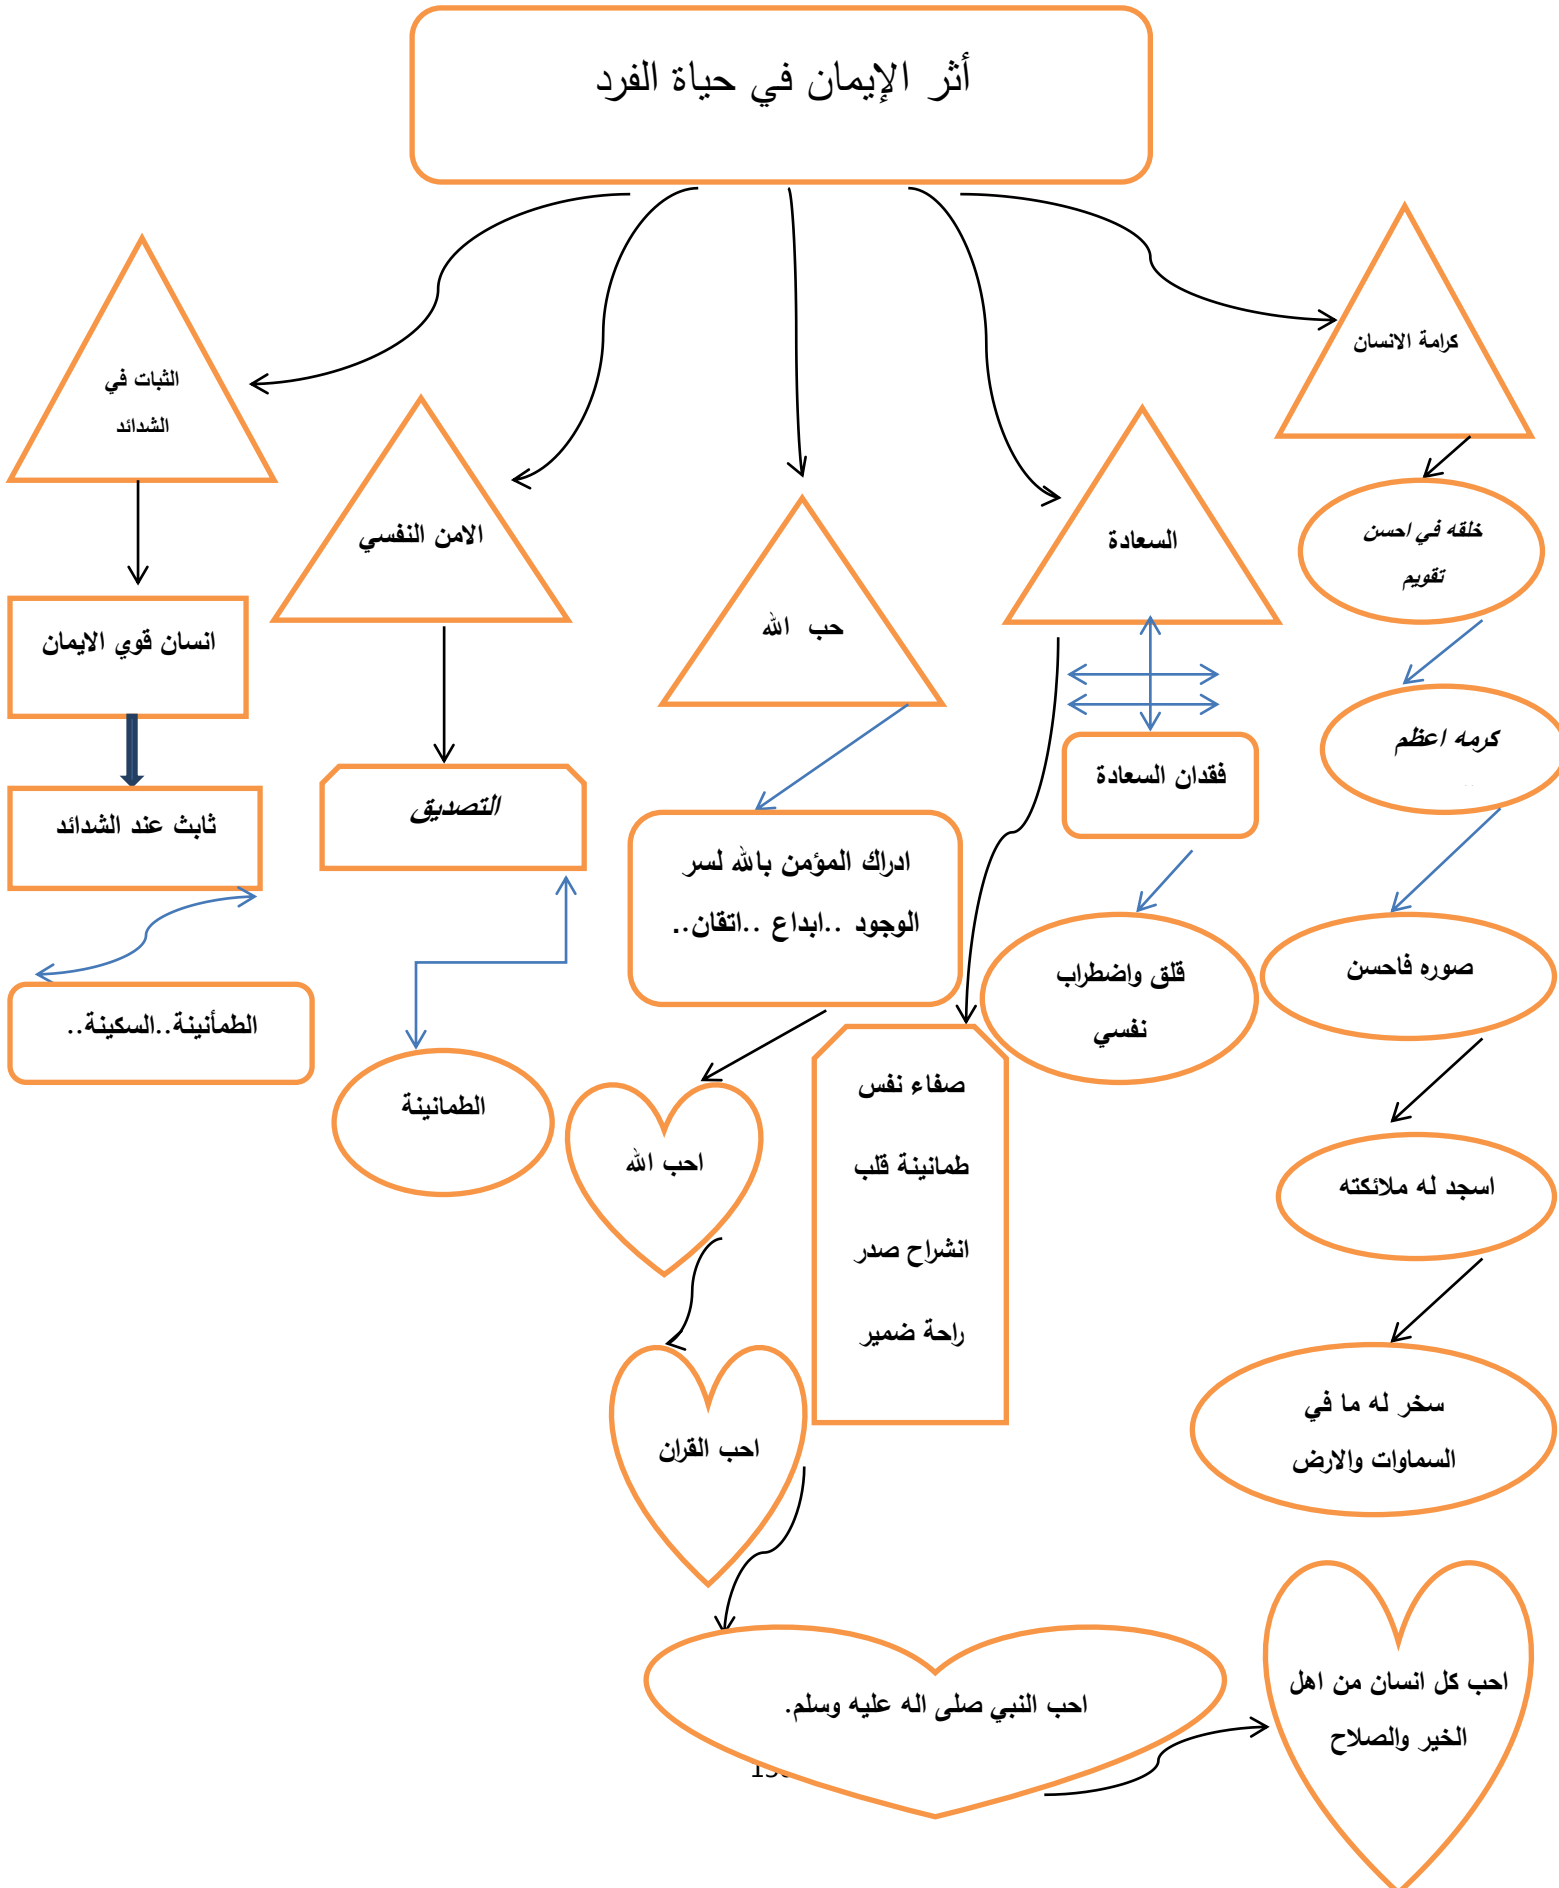 أثر الإيمان في حياة الفرد
كرامة الانسان
خلقه في احسن
تقويم
كرمه اعظم
صوره فاحسن
اسجد له ملائكته
سخر له ما في
السماوات والارض
السعادة
فقدان السعادة
قلق واضطراب
نفسي
صفاء نفس
طمانينة قلب
انشراح صدر
راحة ضمير
حب الله
ادراك المؤمن بالله لسر
الوجود ..ابداع ..اتقان..
احب الله
احب القران
احب النبي صلى اله عليه وسلم.
احب كل انسان من اهل
الخير والصلاح
الامن النفسي
التصديق
الطمانينة
الثبات في
الشدائد
انسان قوي الايمان
ثابث عند الشدائد
الطمأنينة..السكينة..